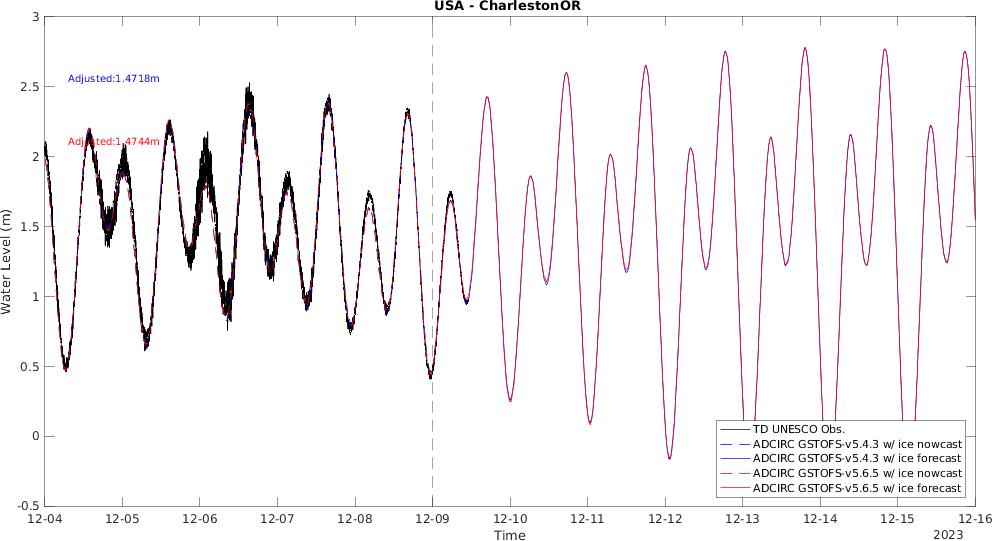 USA - CharlestonOR
3
2.5
2
1.5
1
0.5
0
-0.5
Water Level (m)
Adjusted:1.4718m
Adjusted:1.4744m
TD UNESCO Obs.
ADCIRC GSTOFS-v5.4.3 w/ ice nowcast
ADCIRC GSTOFS-v5.4.3 w/ ice forecast
ADCIRC GSTOFS-v5.6.5 w/ ice nowcast
ADCIRC GSTOFS-v5.6.5 w/ ice forecast
12-04 12-05 12-06 12-07 12-08 12-09 12-10 12-11 12-12 12-13 12-14 12-15 12-16
Time
2023